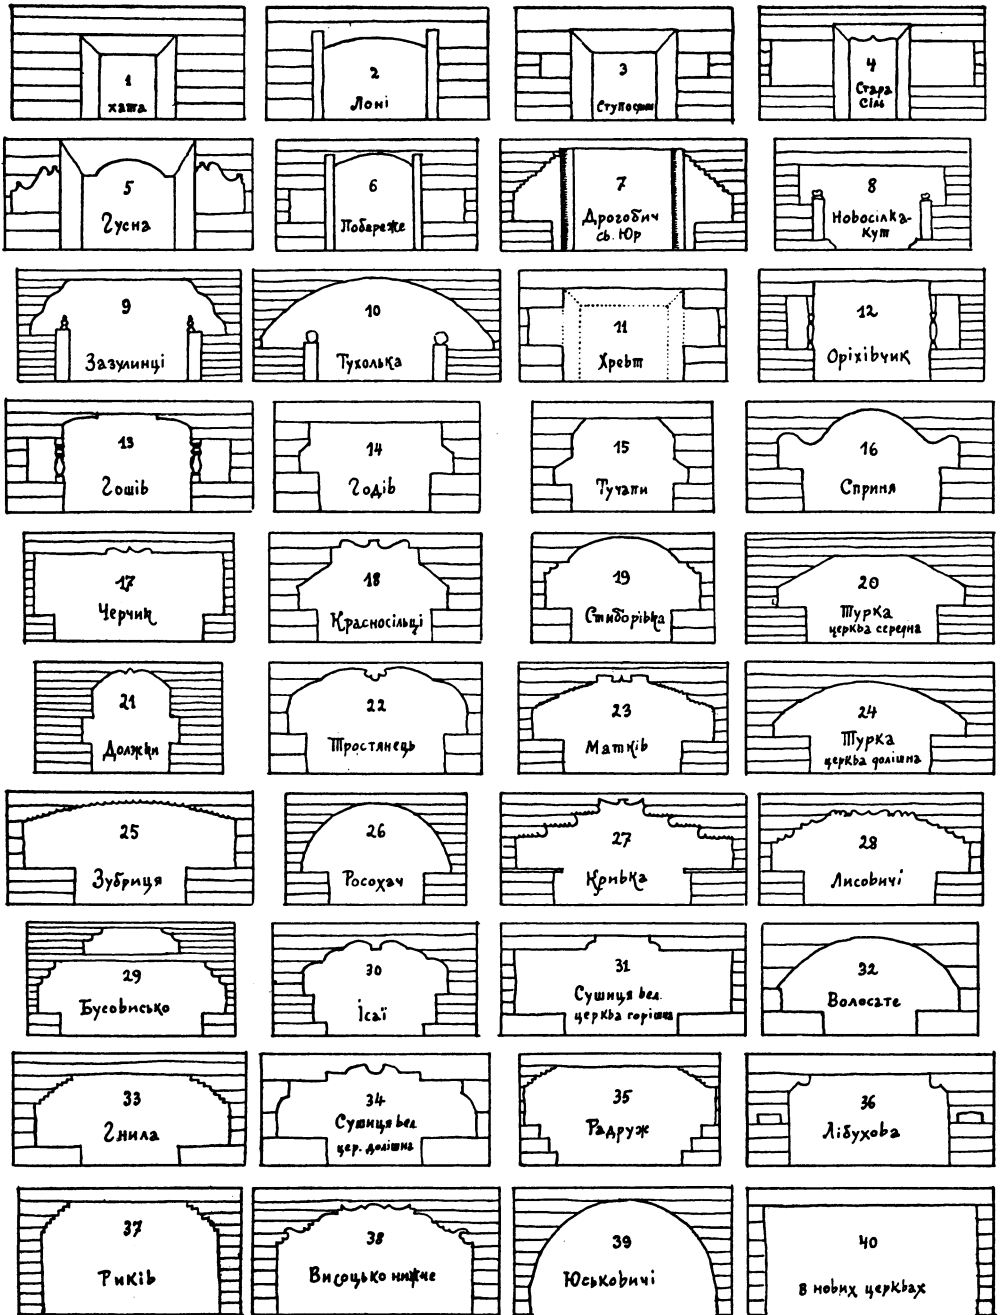 1
хата
2
Лоні
3
4
Стара
Сіль
5
Гусна
6
Побереже
7
Дрогобич
св. Юр
8
Новосілка-
Кут
9
Зазулинці
10
Тухолька
11
Хребт
12
Оріхівчик
13
Гошів
14
Годів
15
Тучапи
16
Сприня
17
Черчик
18
Красносільці
19
Стиборівка
20
Турка
церква середна
21
Должки
22
Тростянець
23
Матків
24
Турка
церква долішна
25
Зубриця
26
Росохач
27
Кривка
28
Лисовичі
29
Бусовисько
30
Ісаї
31
Сушиця вел.
церква горішна
32
Волосате
33
Гнила
34
Сушиця вел
цер. долішна
35
Радруж
36
Лібухова
37
Риків
38
Висоцько нижче
39
Юськовичі
40
в нових церквах